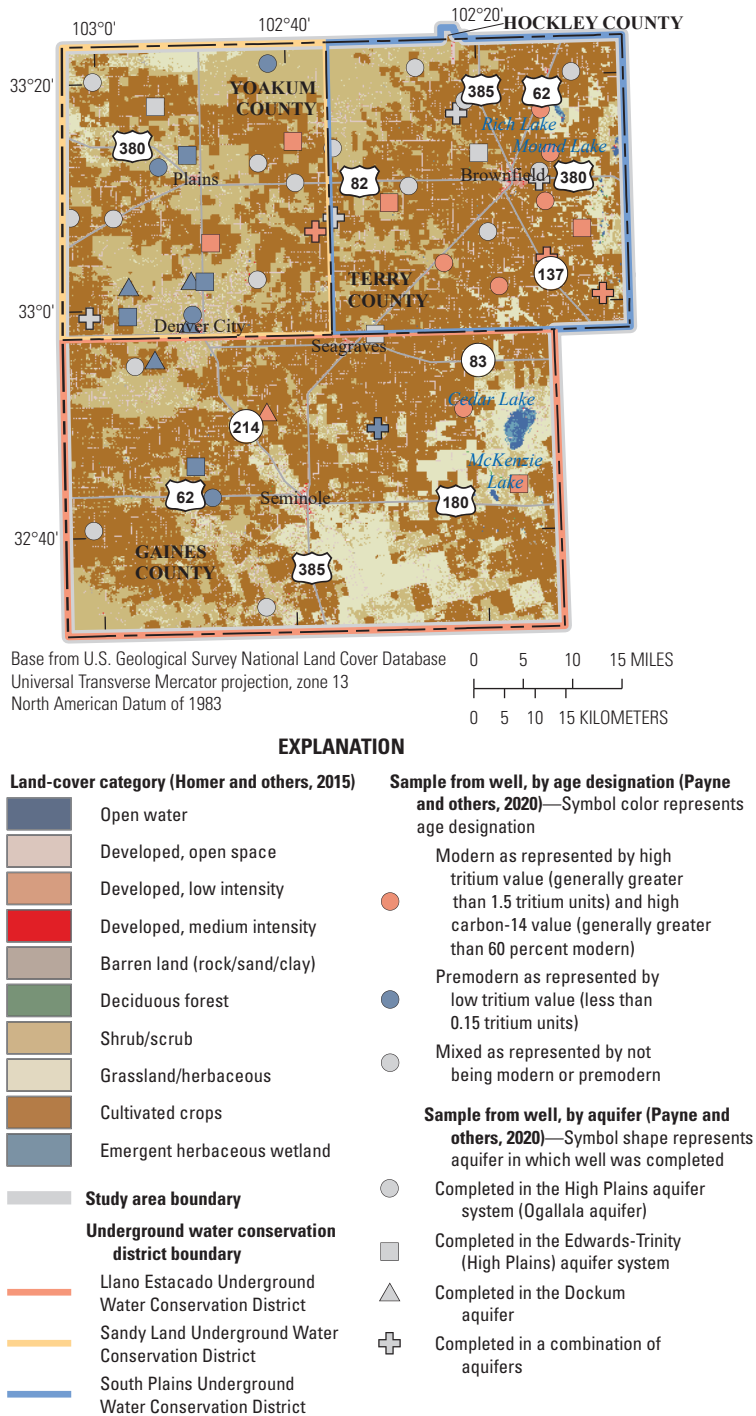 103°0'
102°40'
102°20'
HOCKLEY COUNTY
33°20'
YOAKUM
COUNTY
385
62
Rich Lake
Mound Lake
380
Plains
82
Brownfield
380
TERRY
COUNTY
137
33°0'
Denver City
Seagraves
83
Cedar Lake
214
McKenzie
Lake
62
Seminole
180
32°40'
GAINES
COUNTY
385
Base from U.S. Geological Survey National Land Cover Database
Universal Transverse Mercator projection, zone 13
North American Datum of 1983
0 5 10 15 MILES
0 5 10 15 KILOMETERS
EXPLANATION
Land-cover category (Homer and others, 2015)
Open water
Developed, open space
Developed, low intensity
Developed, medium intensity
Barren land (rock/sand/clay)
Deciduous forest
Shrub/scrub
Grassland/herbaceous
Cultivated crops
Emergent herbaceous wetland
Study area boundary
Underground water conservation
district boundary
Llano Estacado Underground
Water Conservation District
Sandy Land Underground Water
Conservation District
South Plains Underground
Water Conservation District
Sample from well, by age designation (Payne
and others, 2020)—Symbol color represents
age designation
Modern as represented by high
tritium value (generally greater
than 1.5 tritium units) and high
carbon-14 value (generally greater
than 60 percent modern)
Premodern as represented by
low tritium value (less than
0.15 tritium units)
Mixed as represented by not
being modern or premodern
Sample from well, by aquifer (Payne and
others, 2020)—Symbol shape represents
aquifer in which well was completed
Completed in the High Plains aquifer
system (Ogallala aquifer)
Completed in the Edwards-Trinity
(High Plains) aquifer system
Completed in the Dockum
aquifer
Completed in a combination of
aquifers